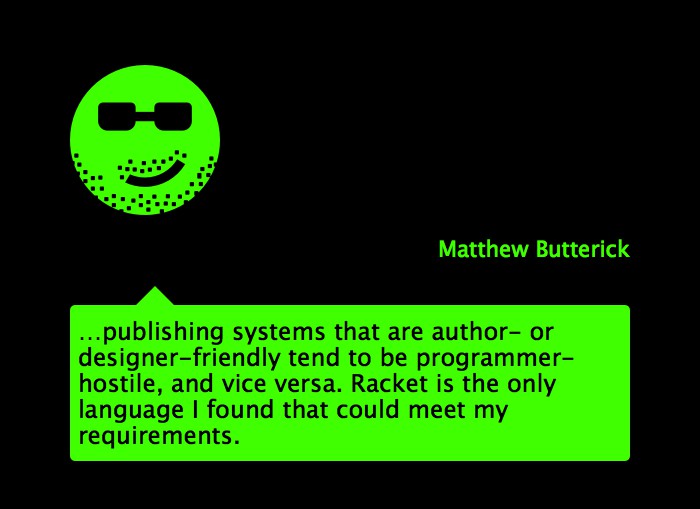 Matthew Butterick
…publishing systems that are author- or
designer-friendly tend to be programmer-
hostile, and vice versa. Racket is the only
language I found that could meet my
requirements.